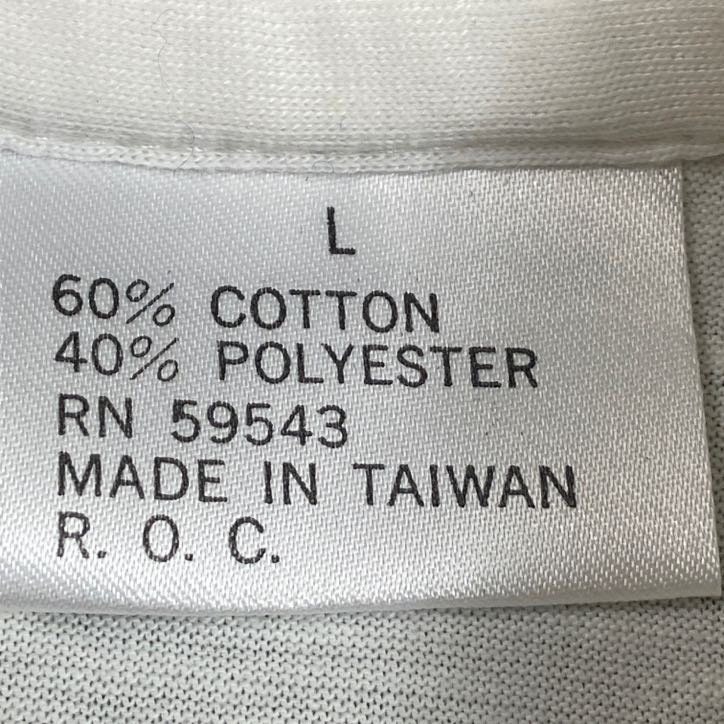 L
60% COTTON
40% POLYESTER
RN 59543
MADE IN TAIWAN
R. O. C.